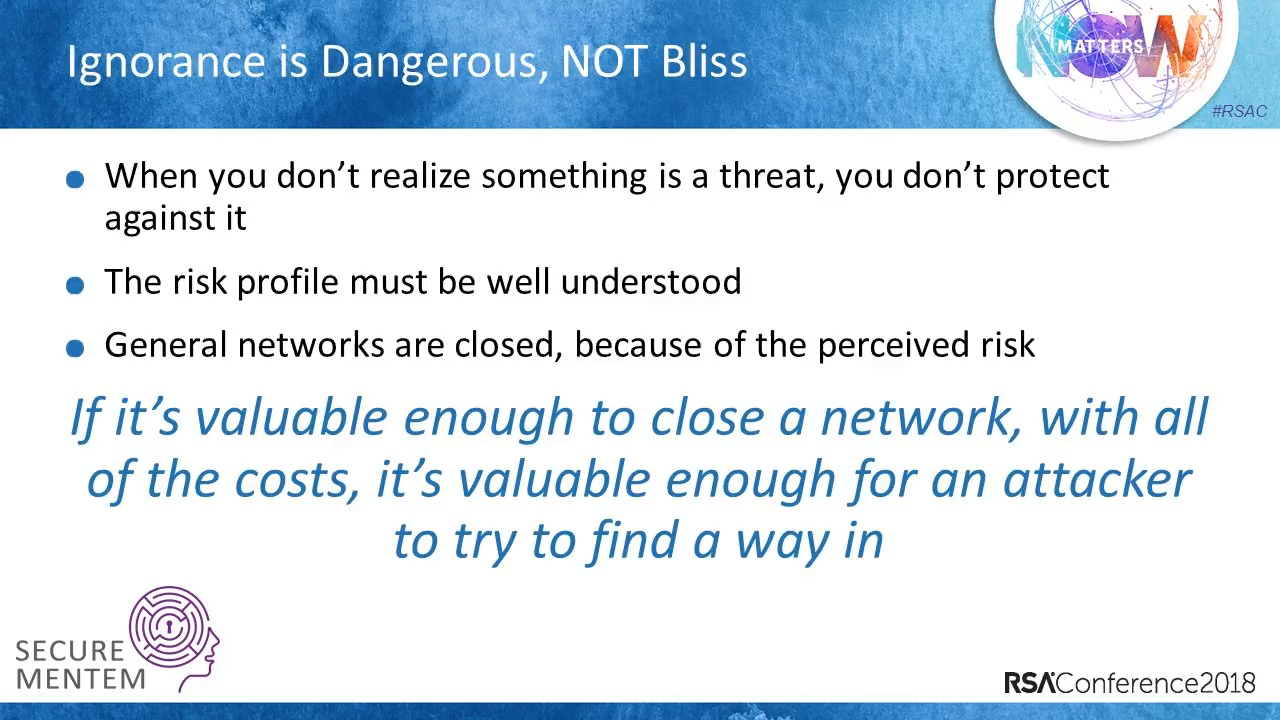 Ignorance is Dangerous, NOT Bliss
NOW
MATTERS
#RSAC
When you don’t realize something is a threat, you don’t protect
against it
The risk profile must be well understood
General networks are closed, because of the perceived risk
If it’s valuable enough to close a network, with all
of the costs, it’s valuable enough for an attacker
to try to find a way in
SECURE
MENTEM
RSAConference2018